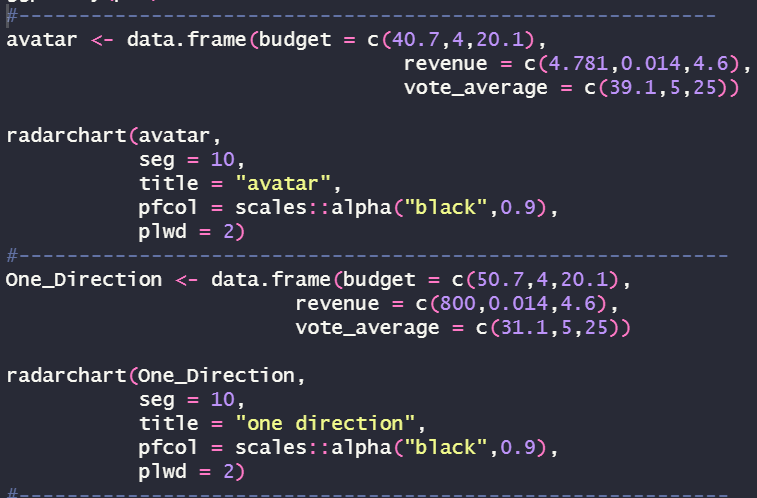 #----------------------------------------------------------
avatar <- data.frame(budget = c(40.7,4,20.1),
                                 revenue = c(4.781,0.014,4.6),
                                 vote_average = c(39.1,5,25))
radarchart(avatar,
           seg = 10,
           title = "avatar",
           pfcol = scales::alpha("black",0.9),
           plwd = 2)
#-----------------------------------------------------------
One_Direction <- data.frame(budget = c(50.7,4,20.1),
                        revenue = c(800,0.014,4.6),
                        vote_average = c(31.1,5,25))
radarchart(One_Direction,
           seg = 10,
           title = "one direction",
           pfcol = scales::alpha("black",0.9),
           plwd = 2)
#-----------------------------------------------------------